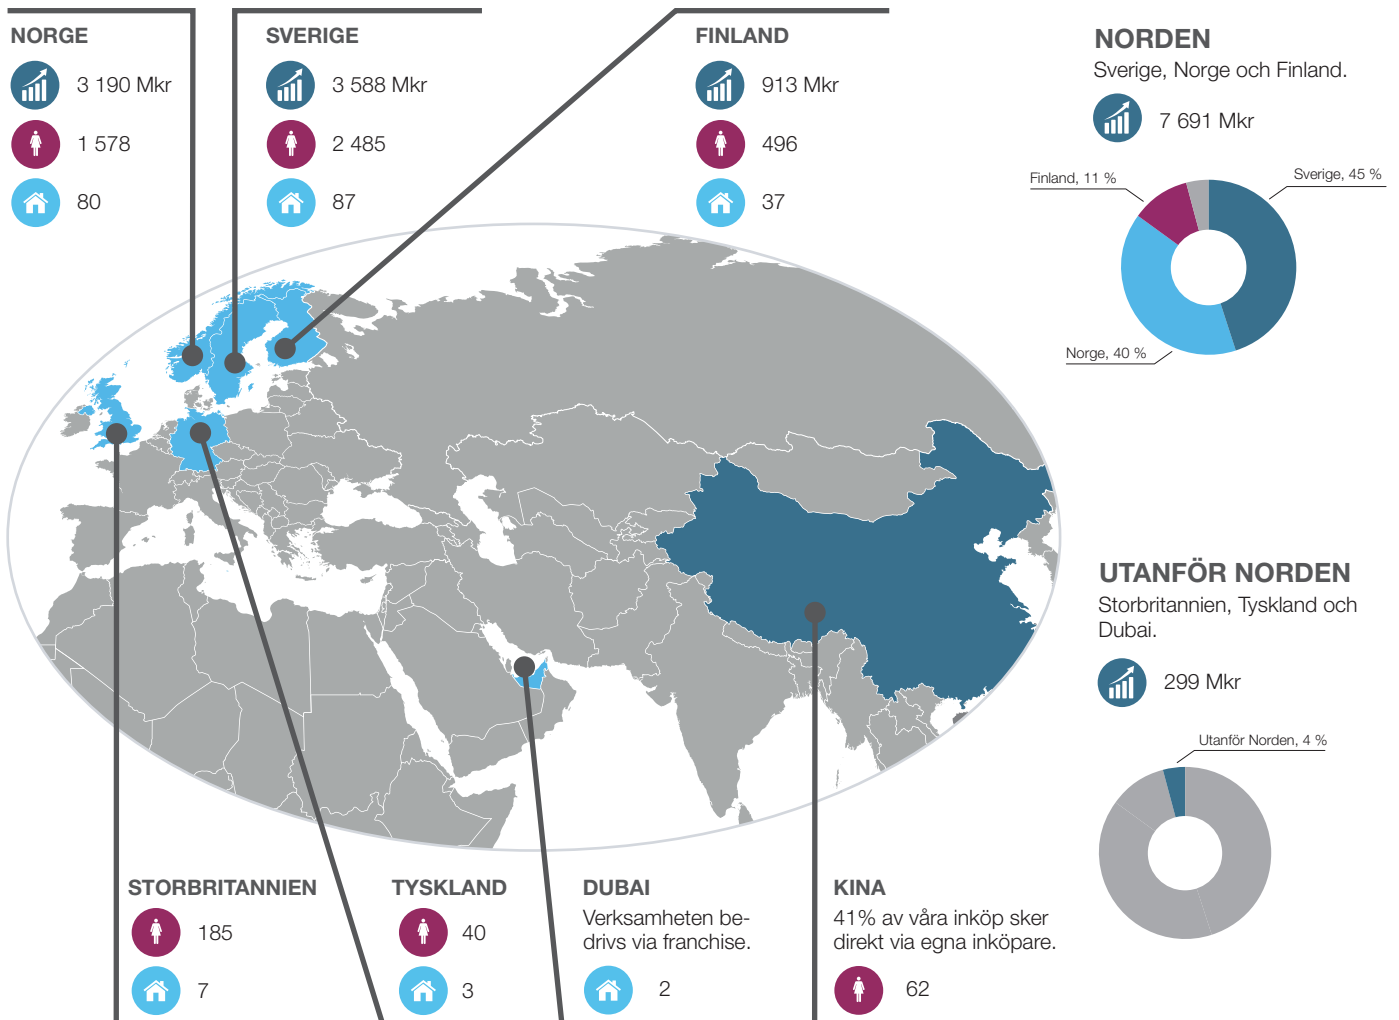 NORGE
3 190 Mkr
1 578
80
SVERIGE
3 588 Mkr
2 485
87
FINLAND
913 Mkr
496
37
NORDEN
Sverige, Norge och Finland.
7 691 Mkr
Finland, 11 %
Sverige, 45 %
Norge, 40 %
UTANFÖR NORDEN
Storbritannien, Tyskland och
Dubai.
299 Mkr
Utanför Norden, 4 %
STORBRITANNIEN
185
7
TYSKLAND
40
3
DUBAI
Verksamheten be-
drivs via franchise.
2
KINA
41% av våra inköp sker
direkt via egna inköpare.
62